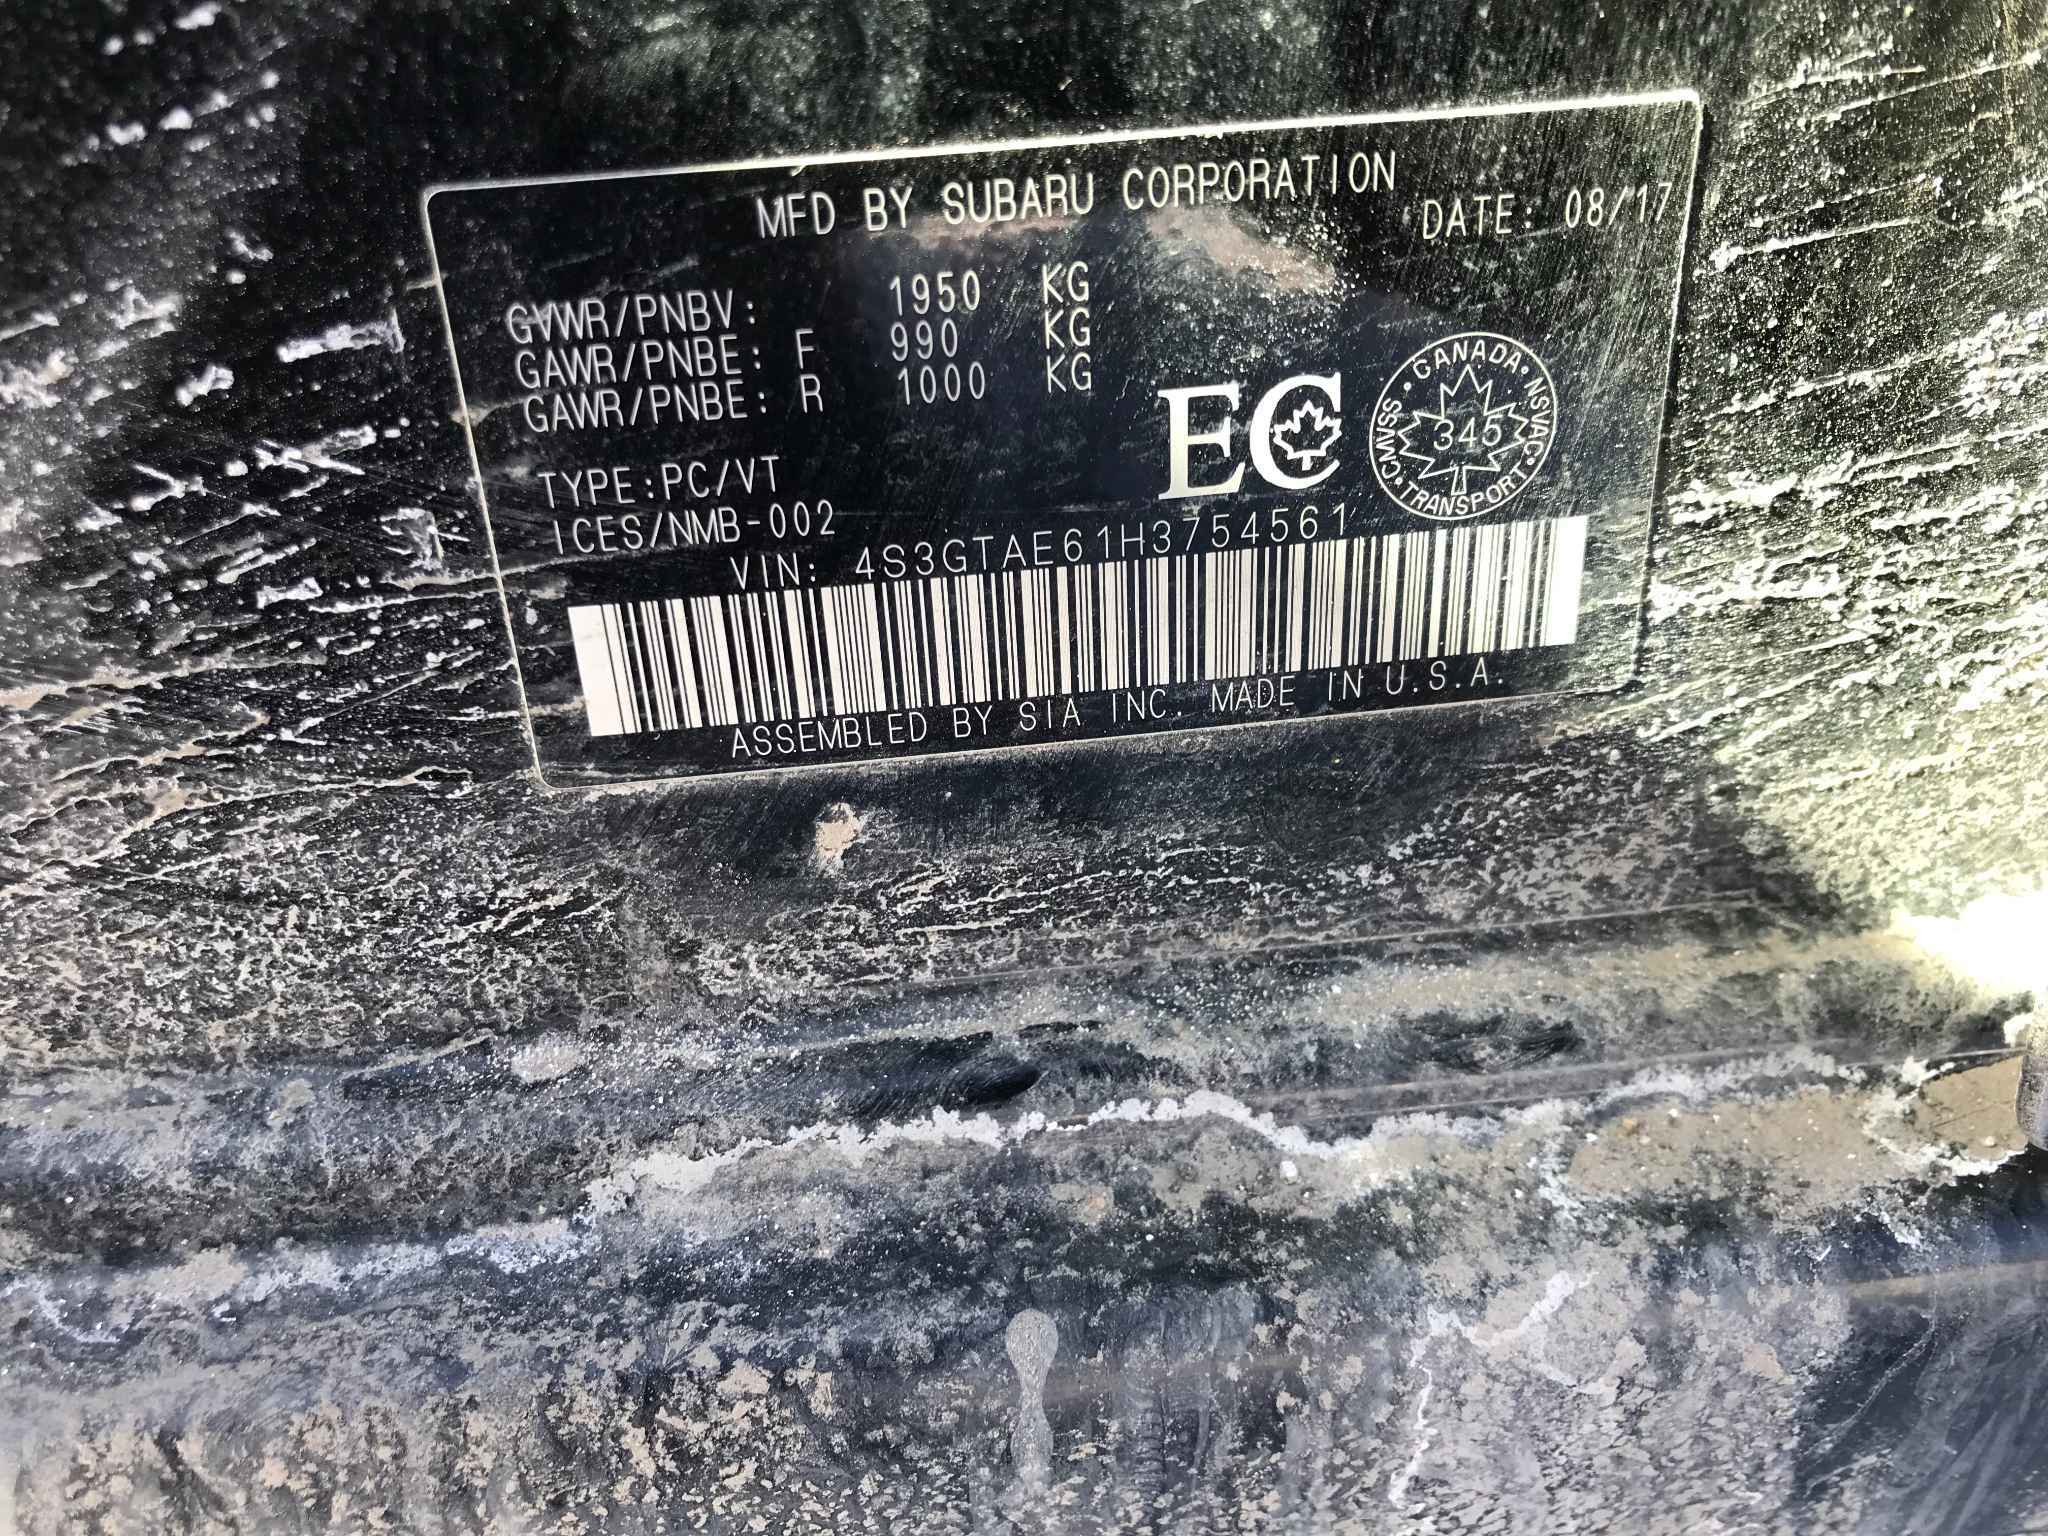 MFD BY SUBARU CORPORATION
DATE: 08/17
GVWR/PNBV: 1950 KG
GAWR/PNBE: F 990 KG
GAWR/PNBE: R 1000 KG
EC
CANADA · NSVAC · TRANSPORT · CMVSS ·
345
TYPE:PC/VT
ICES/NMB-002
VIN: 4S3GTAE61H3754561
ASSEMBLED BY SIA INC. MADE IN U.S.A.